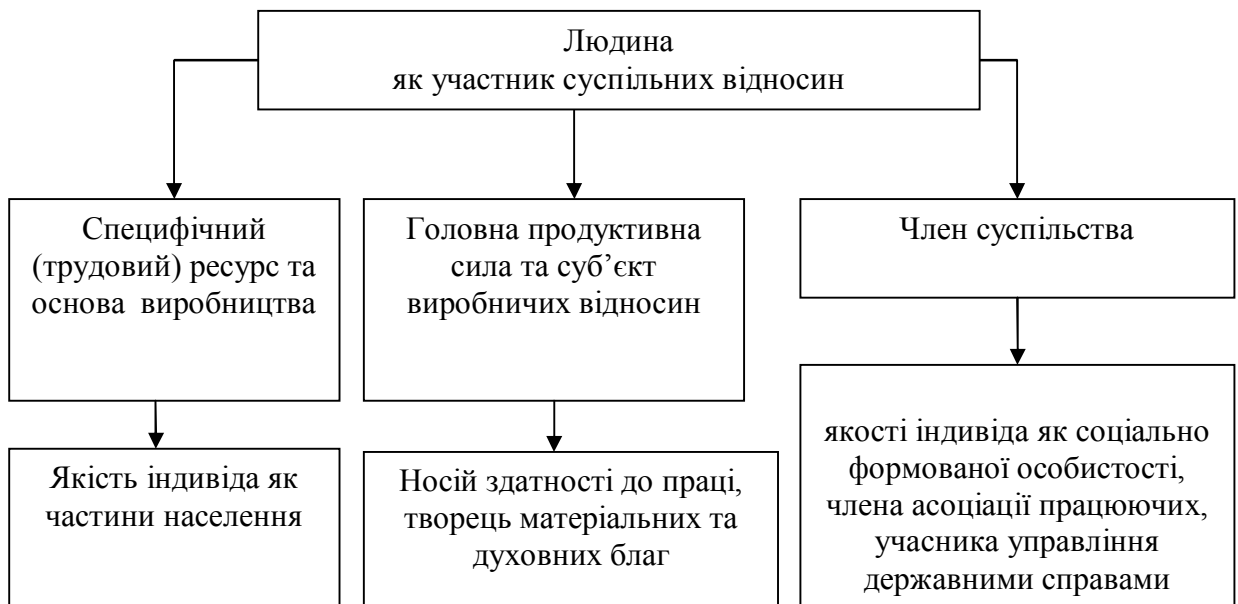 Людина
як участник суспільних відносин
Специфічний
(трудовий) ресурс та
основа виробництва
Головна продуктивна
сила та суб’єкт
виробничих відносин
Член суспільства
Якість індивіда як
частини населення
Носій здатності до праці,
творець матеріальних та
духовних благ
якості індивіда як соціально
формованої особистості,
члена асоціації працюючих,
учасника управління
державними справами